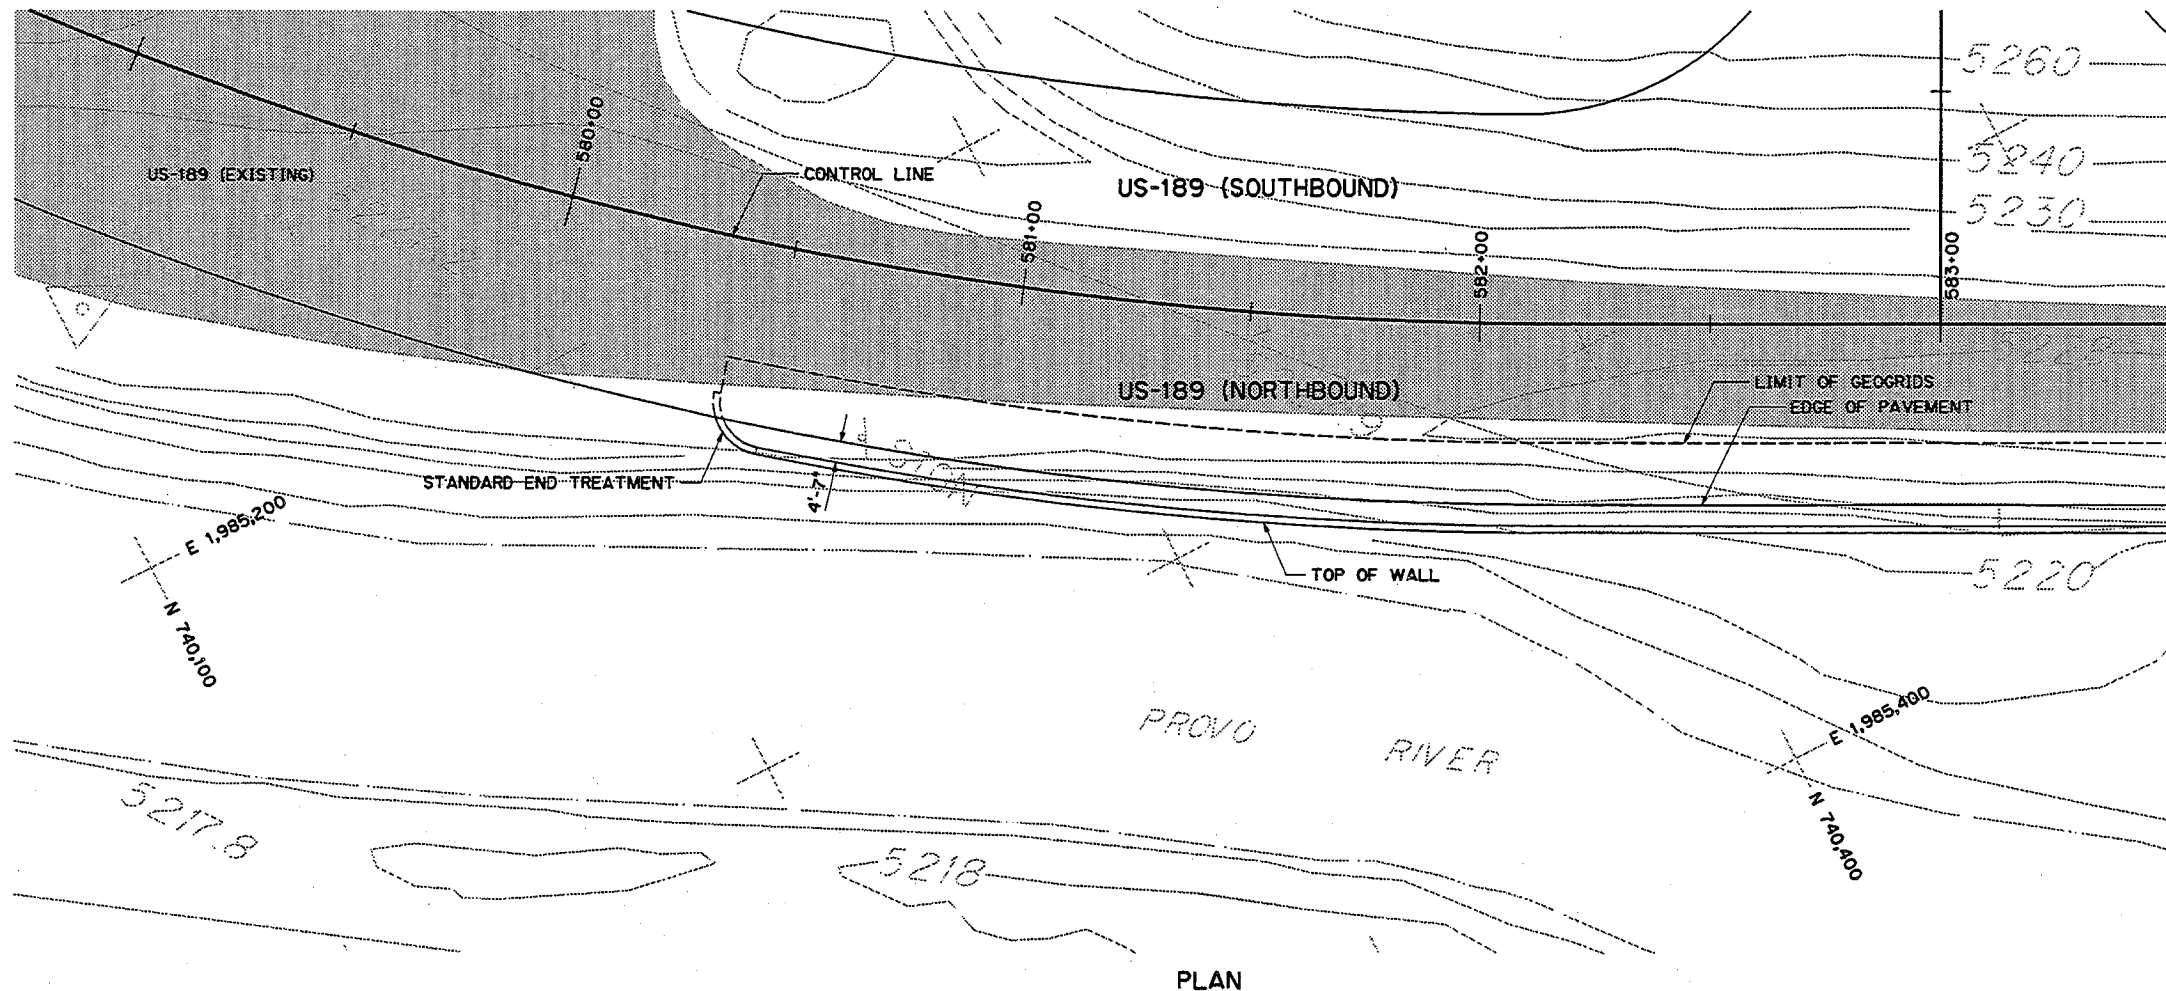 5260
580+00
5240
US-189 (EXISTING)
CONTROL LINE
US-189 (SOUTHBOUND)
5230
581+00
582+00
583+00
US-189 (NORTHBOUND)
LIMIT OF GEOGRIDS
EDGE OF PAVEMENT
STANDARD END TREATMENT
4'-7"
E 1,985,200
TOP OF WALL
5220
N 740,100
PROVO RIVER
E 1,985,400
5217.8
N 740,400
5218
PLAN